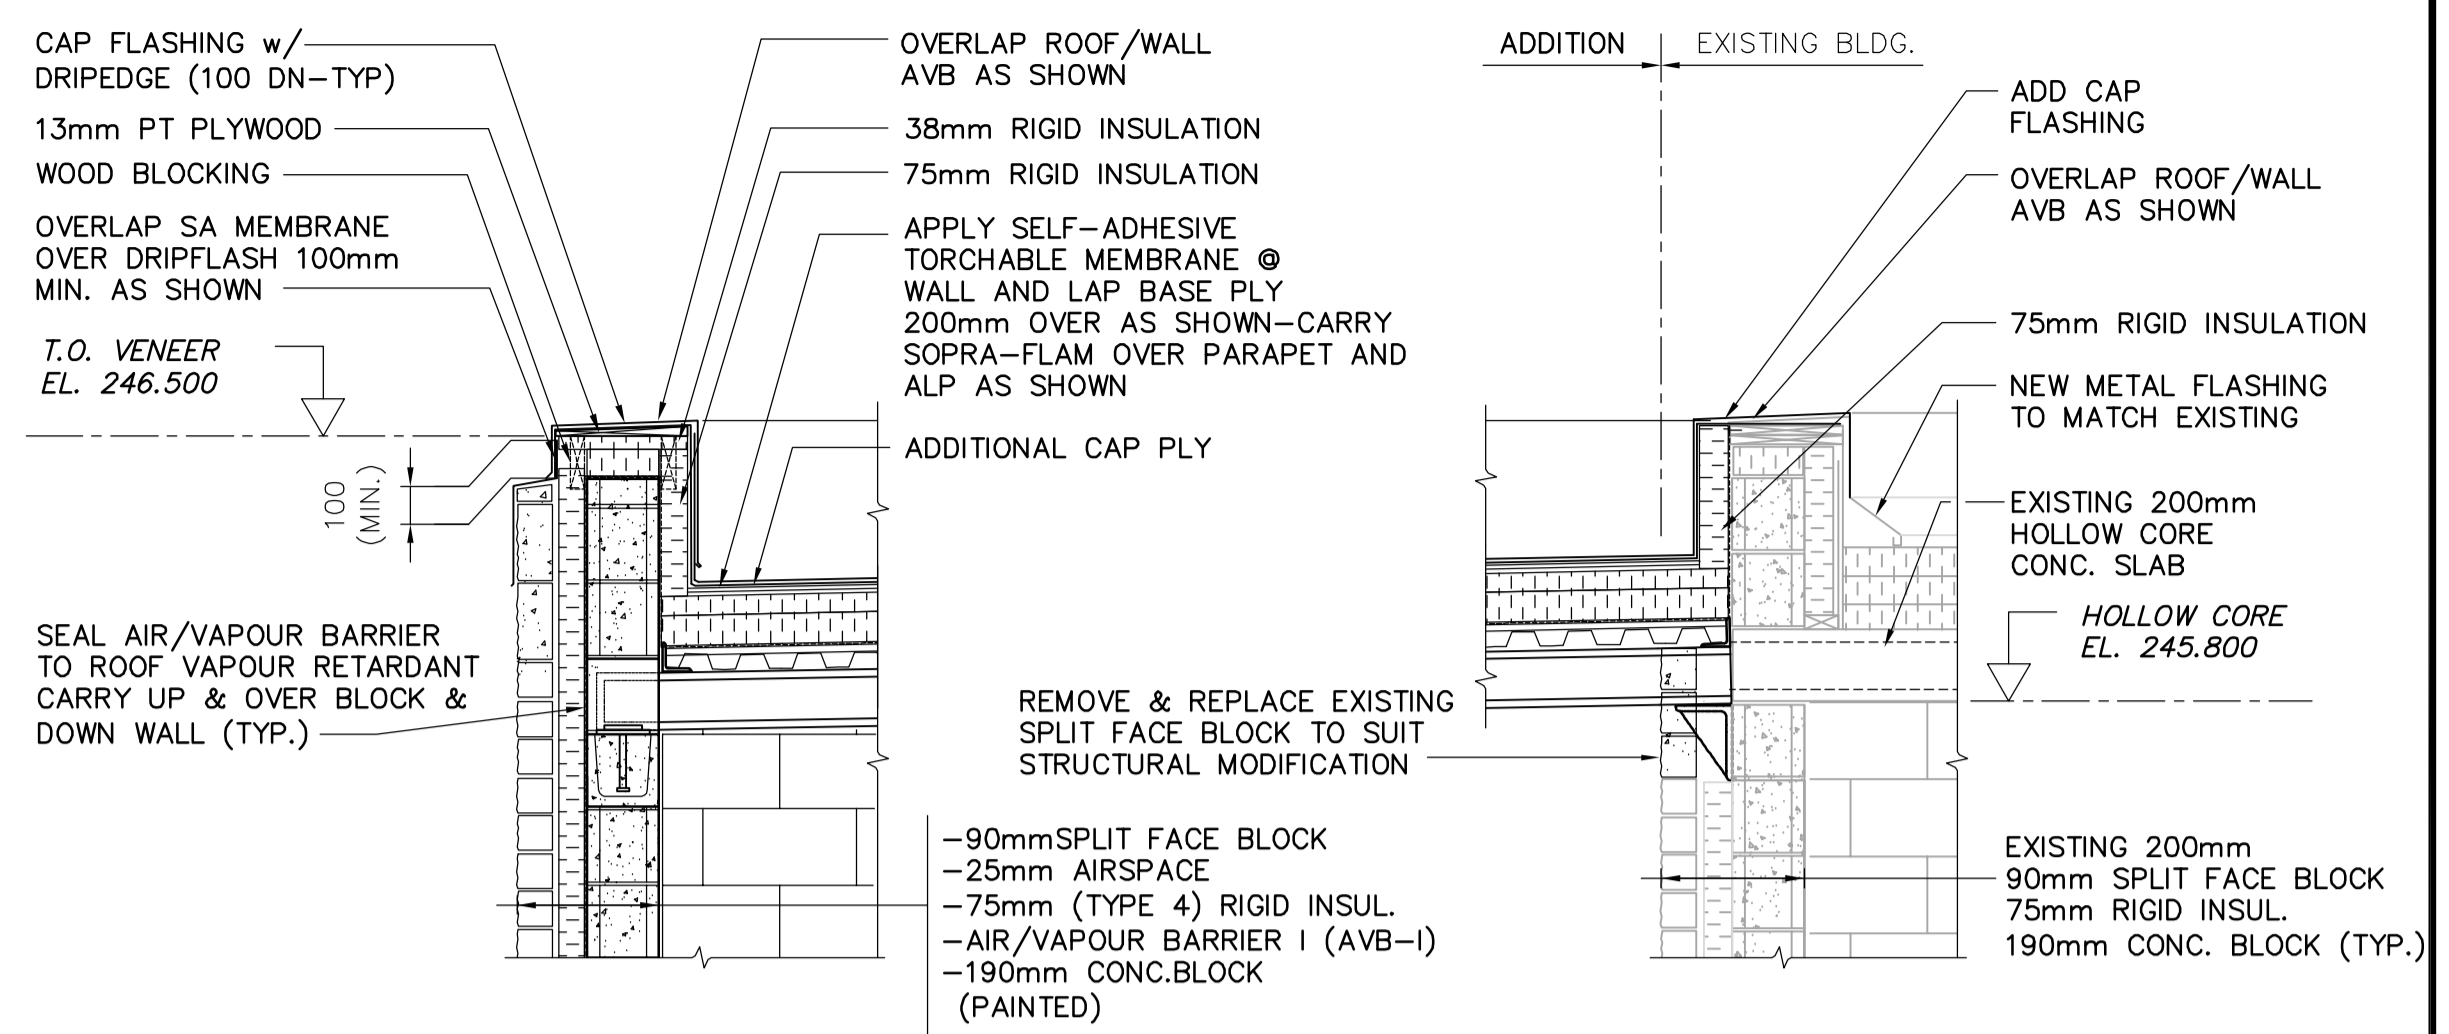 CAP FLASHING w/
DRIPEDGE (100 DN-TYP)
13mm PT PLYWOOD
WOOD BLOCKING
OVERLAP SA MEMBRANE
OVER DRIPFLASH 100mm
MIN. AS SHOWN
T.O. VENEER
EL. 246.500
100
(MIN.)
SEAL AIR/VAPOUR BARRIER
TO ROOF VAPOUR RETARDANT
CARRY UP & OVER BLOCK &
DOWN WALL (TYP.)
OVERLAP ROOF/WALL
AVB AS SHOWN
38mm RIGID INSULATION
75mm RIGID INSULATION
APPLY SELF-ADHESIVE
TORCHABLE MEMBRANE @
WALL AND LAP BASE PLY
200mm OVER AS SHOWN-CARRY
SOPRA-FLAM OVER PARAPET AND
ALP AS SHOWN
ADDITIONAL CAP PLY
-90mmSPLIT FACE BLOCK
-25mm AIRSPACE
-75mm (TYPE 4) RIGID INSUL.
-AIR/VAPOUR BARRIER I (AVB-I)
-190mm CONC.BLOCK
(PAINTED)
ADDITION
EXISTING BLDG.
REMOVE & REPLACE EXISTING
SPLIT FACE BLOCK TO SUIT
STRUCTURAL MODIFICATION
ADD CAP
FLASHING
OVERLAP ROOF/WALL
AVB AS SHOWN
75mm RIGID INSULATION
NEW METAL FLASHING
TO MATCH EXISTING
EXISTING 200mm
HOLLOW CORE
CONC. SLAB
HOLLOW CORE
EL. 245.800
EXISTING 200mm
90mm SPLIT FACE BLOCK
75mm RIGID INSUL.
190mm CONC. BLOCK (TYP.)